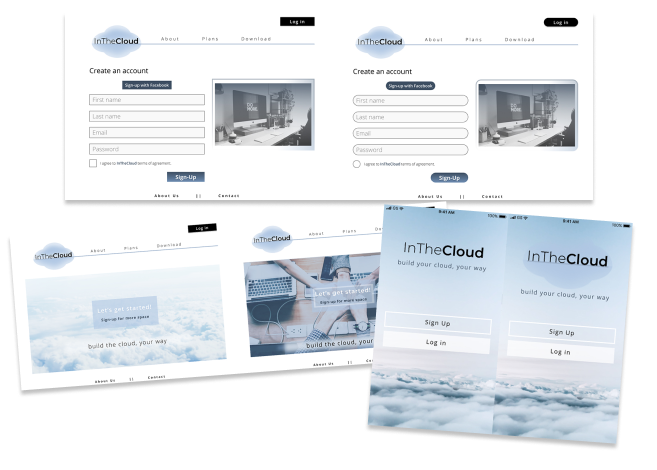 Log in
InTheCloud
About Plans Download
Create an account
Sign-up with Facebook
First name
Last name
Email
Password
I agree to InTheCloud terms of agreement.
Sign-Up
About Us || Contact
DO
MORE.
Log in
InTheCloud
About Plans Download
Create an account
Sign-up with Facebook
First name
Last name
Email
Password
I agree to InTheCloud terms of agreement.
Sign-Up
About Us || Contact
DO
MORE.
Log in
InTheCloud
About Plans Download
Let's get started!
Sign-up for more space
build the cloud, your way
About Us || Contact
InTheCloud
About Plans
Let's get started!
Sign-up for more space
build the cloud, your
About Us ||
9:41 AM 100%
InTheCloud
build your cloud, your way
Sign Up
Log in
9:41 AM 100%
InTheCloud
build your cloud, your way
Sign Up
Log in